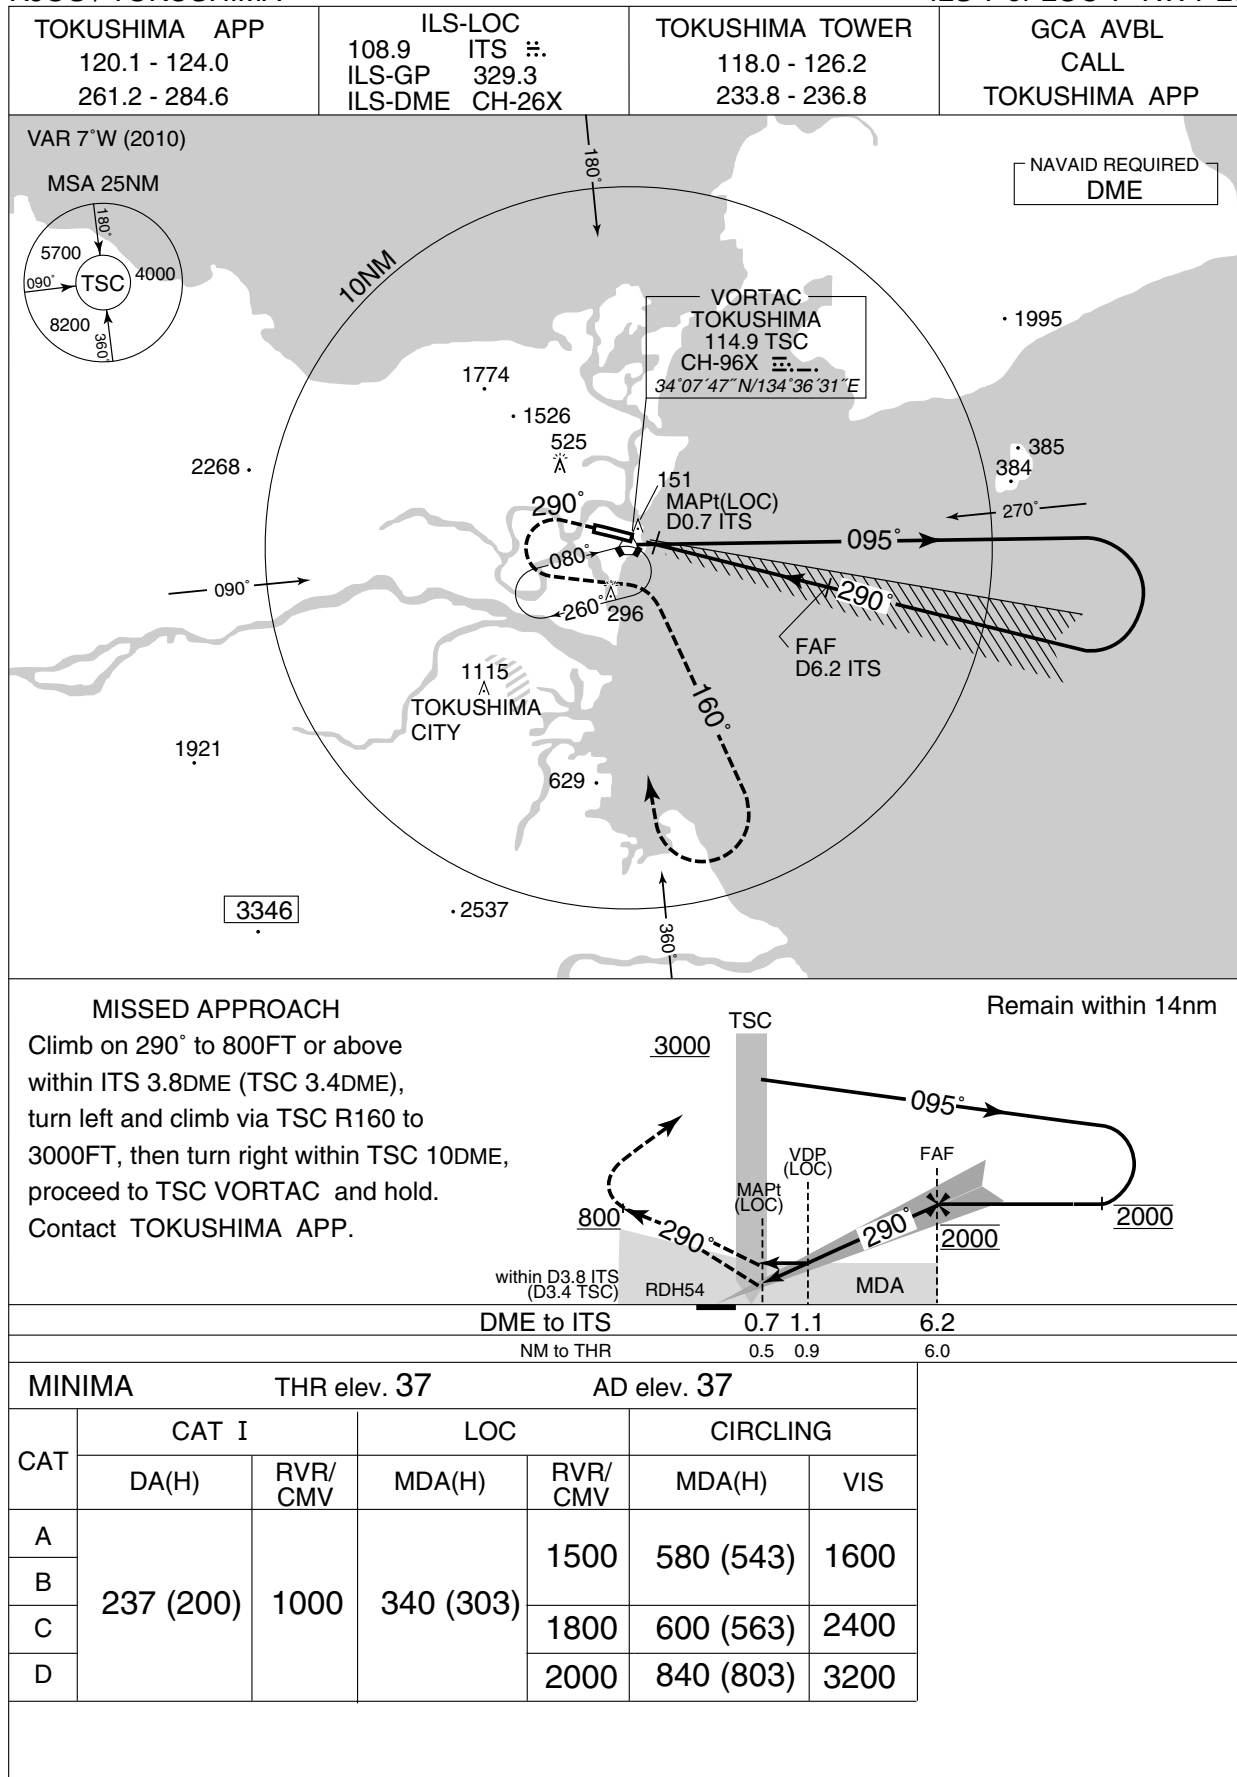 TOKUSHIMA APP
120.1 - 124.0
261.2 - 284.6
ILS-LOC
108.9 ITS
ILS-GP 329.3
ILS-DME CH-26X
TOKUSHIMA TOWER
118.0 - 126.2
233.8 - 236.8
GCA AVBL
CALL
TOKUSHIMA APP
VAR 7°W (2010)
MSA 25NM
180°
5700
4000
090°
TSC
8200
360°
180°
10NM
NAVAID REQUIRED
DME
VORTAC
TOKUSHIMA
114.9 TSC
CH-96X
34°07´47˝N/134°36´31˝E
1995
1774
1526
525
2268
385
384
151
MAPt(LOC)
D0.7 ITS
290°
270°
095°
080°
090°
290°
260°
296
FAF
D6.2 ITS
1115
TOKUSHIMA
CITY
160°
1921
629
3346
2537
360°
MISSED APPROACH
Climb on 290° to 800FT or above
within ITS 3.8DME (TSC 3.4DME),
turn left and climb via TSC R160 to
3000FT, then turn right within TSC 10DME,
proceed to TSC VORTAC and hold.
Contact TOKUSHIMA APP.
Remain within 14nm
TSC
3000
095°
VDP
(LOC)
FAF
MAPt
(LOC)
800
290°
290°
2000
2000
within D3.8 ITS
(D3.4 TSC)
RDH54
MDA
DME to ITS 0.7 1.1 6.2
NM to THR 0.5 0.9 6.0
MINIMA THR elev. 37 AD elev. 37
CAT CAT I LOC CIRCLING
DA(H) RVR/CMV MDA(H) RVR/CMV MDA(H) VIS
A
B
C
D
237 (200) 1000 340 (303)
1500 580 (543) 1600
1800 600 (563) 2400
2000 840 (803) 3200